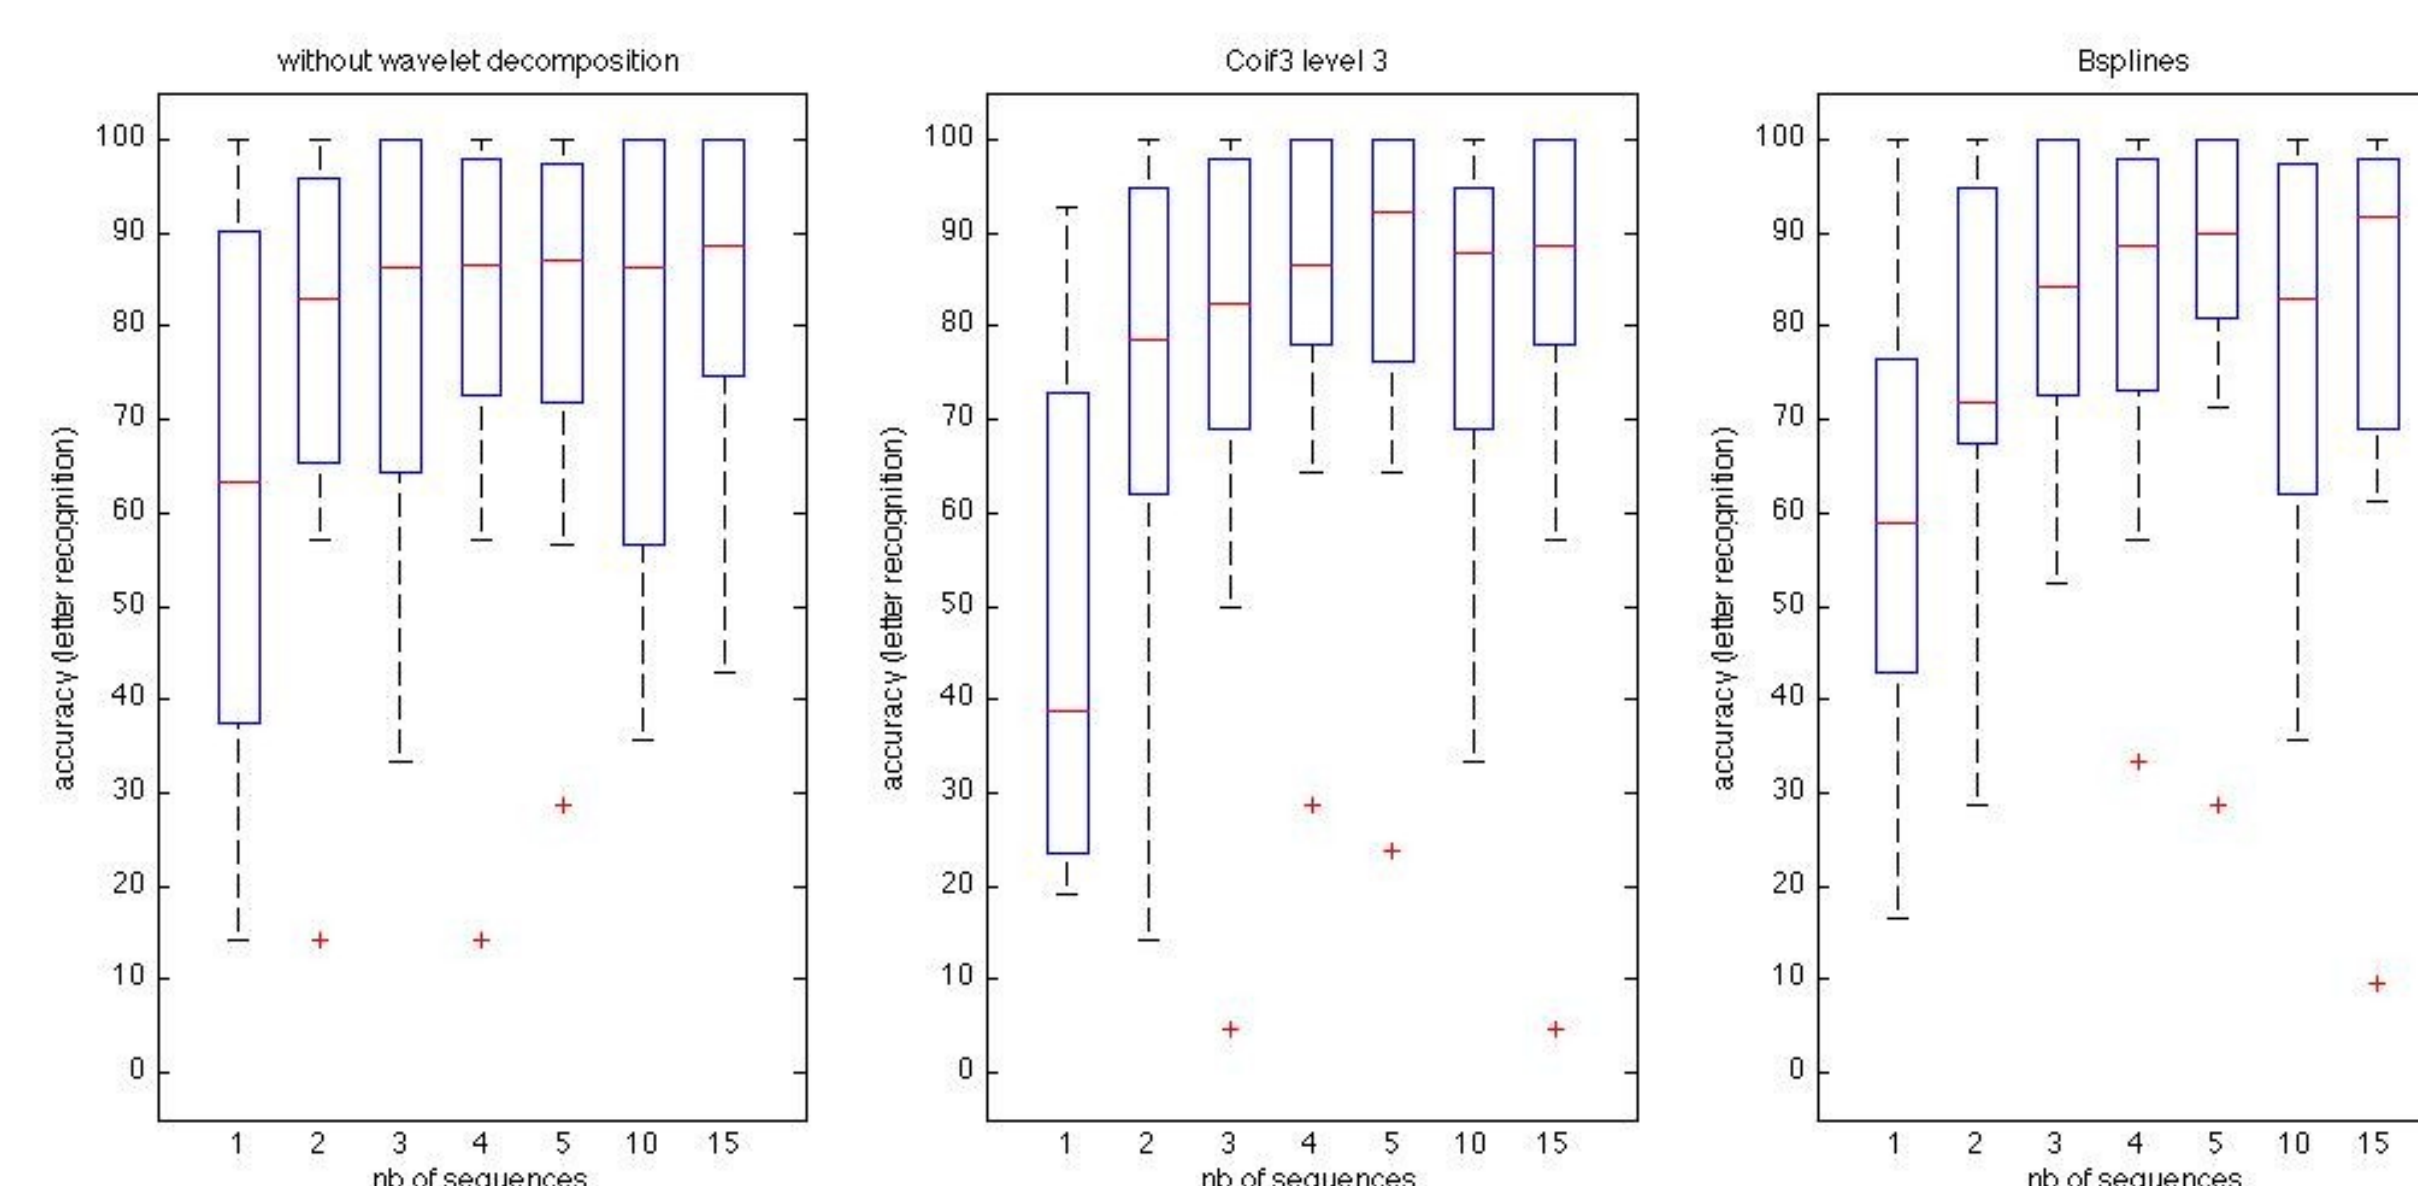 without wavelet decomposition
accuracy (letter recognition)
100
90
80
70
60
50
40
30
20
10
0
1 2 3 4 5 10 15
nb of sequences
Coif3 level 3
accuracy (letter recognition)
100
90
80
70
60
50
40
30
20
10
0
1 2 3 4 5 10 15
nb of sequences
Bsplines
accuracy (letter recognition)
100
90
80
70
60
50
40
30
20
10
0
1 2 3 4 5 10 15
nb of sequences